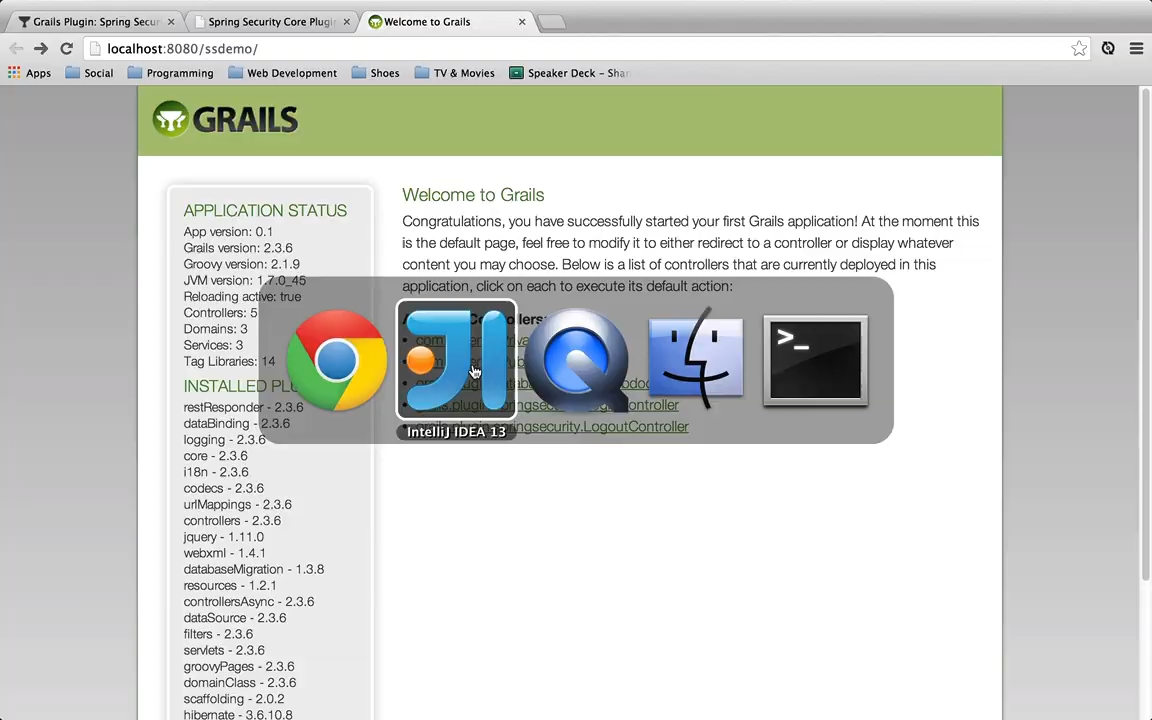 Grails Plugin: Spring Secur
Spring Security Core Plugin
Welcome to Grails
localhost:8080/ssdemo/
Apps
Social
Programming
Web Development
Shoes
TV & Movies
Speaker Deck - Shar
GRAILS
APPLICATION STATUS
App version: 0.1
Grails version: 2.3.6
Groovy version: 2.1.9
JVM version: 1.7.0_45
Reloading active: true
Controllers: 5
Domains: 3
Services: 3
Tag Libraries: 14
INSTALLED PL
restResponder - 2.3.6
dataBinding - 2.3.6
logging - 2.3.6
core - 2.3.6
i18n - 2.3.6
codecs - 2.3.6
urlMappings - 2.3.6
controllers - 2.3.6
jquery - 1.11.0
webxml - 1.4.1
databaseMigration - 1.3.8
resources - 1.2.1
controllersAsync - 2.3.6
dataSource - 2.3.6
filters - 2.3.6
servlets - 2.3.6
groovyPages - 2.3.6
domainClass - 2.3.6
scaffolding - 2.0.2
hibernate - 3.6.10.8
Welcome to Grails
Congratulations, you have successfully started your first Grails application! At the moment this
is the default page, feel free to modify it to either redirect to a controller or display whatever
content you may choose. Below is a list of controllers that are currently deployed in this
application, click on each to execute its default action:
IntelliJ IDEA 13